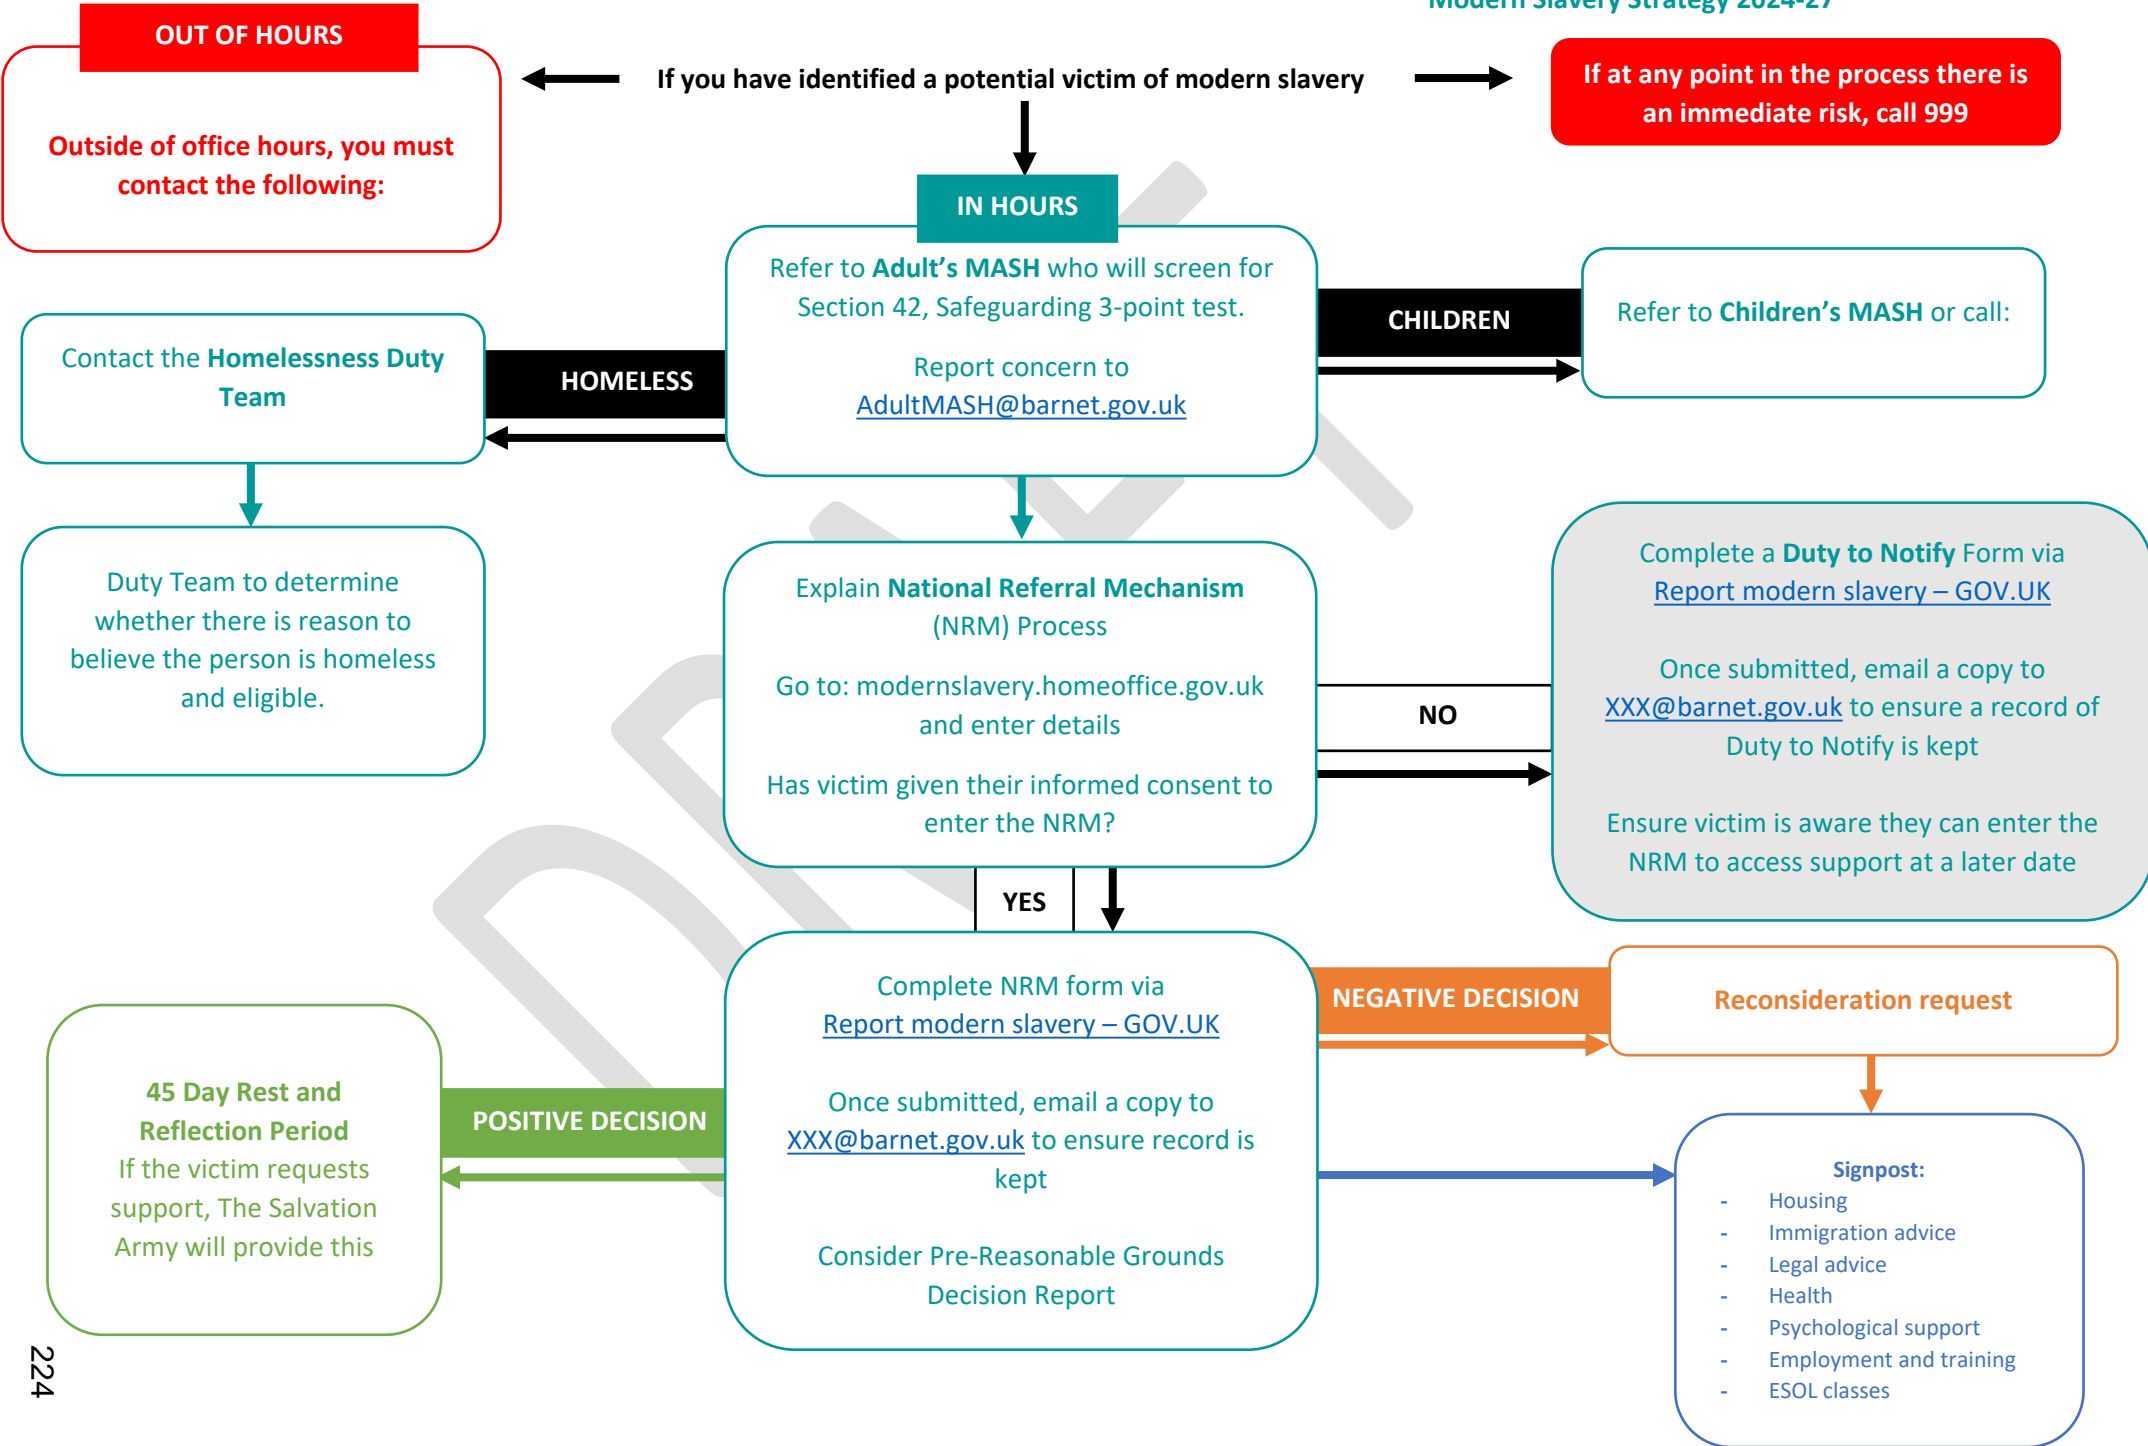 Modern Slavery Strategy 2024-27
OUT OF HOURS
Outside of office hours, you must
contact the following:
If you have identified a potential victim of modern slavery
If at any point in the process there is
an immediate risk, call 999
IN HOURS
Refer to Adult’s MASH who will screen for
Section 42, Safeguarding 3-point test.
Report concern to
AdultMASH@barnet.gov.uk
CHILDREN
Refer to Children’s MASH or call:
HOMELESS
Contact the Homelessness Duty
Team
Duty Team to determine
whether there is reason to
believe the person is homeless
and eligible.
Explain National Referral Mechanism
(NRM) Process
Go to: modernslavery.homeoffice.gov.uk
and enter details
Has victim given their informed consent to
enter the NRM?
NO
Complete a Duty to Notify Form via
Report modern slavery – GOV.UK
Once submitted, email a copy to
XXX@barnet.gov.uk to ensure a record of
Duty to Notify is kept
Ensure victim is aware they can enter the
NRM to access support at a later date
YES
Complete NRM form via
Report modern slavery – GOV.UK
Once submitted, email a copy to
XXX@barnet.gov.uk to ensure record is
kept
Consider Pre-Reasonable Grounds
Decision Report
NEGATIVE DECISION
Reconsideration request
POSITIVE DECISION
45 Day Rest and
Reflection Period
If the victim requests
support, The Salvation
Army will provide this
Signpost:
- Housing
- Immigration advice
- Legal advice
- Health
- Psychological support
- Employment and training
- ESOL classes
224
DRAFT